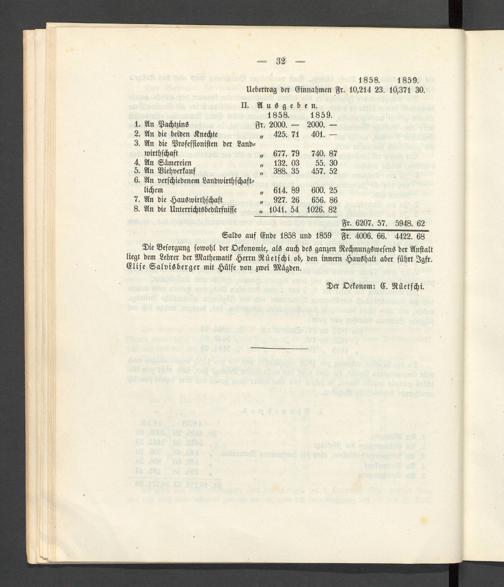 — 32 —
1858. 1859.
Uebertrag der Einnahmen Fr. 10,214 23. 10,371 30.
II. Ausgeben.
1858. 1859.
1. An Pachtzins Fr. 2000. — 2000. —
2. An die beiden Knechte „ 425. 71 401. —
3. An die Professionisten der Land-
wirthschaft „ 677. 79 740. 87
4. An Sämereien „ 132. 03 55. 30
5. An Viehverkauf „ 388. 35 457. 52
6. An verschiedenem Landwirthschaft-
lichem „ 614. 89 600. 25
7. An die Hauswirthschaft „ 927. 26 656. 86
8. An die Unterrichtsbedürfnisse „ 1041. 54 1026. 82
Fr. 6207. 57. 5948. 62
Saldo auf Ende 1858 und 1859 Fr. 4006. 66. 4422. 68
Die Besorgung sowohl der Oekonomie, als auch des ganzen Rechnungswesens der Anstalt
liegt dem Lehrer der Mathematik Herrn Rüetschi ob, den innern Haushalt aber führt Igfr.
Elise Salvisberger mit Hülfe von zwei Mägden.
Der Oekonom: C. Rüetschi.